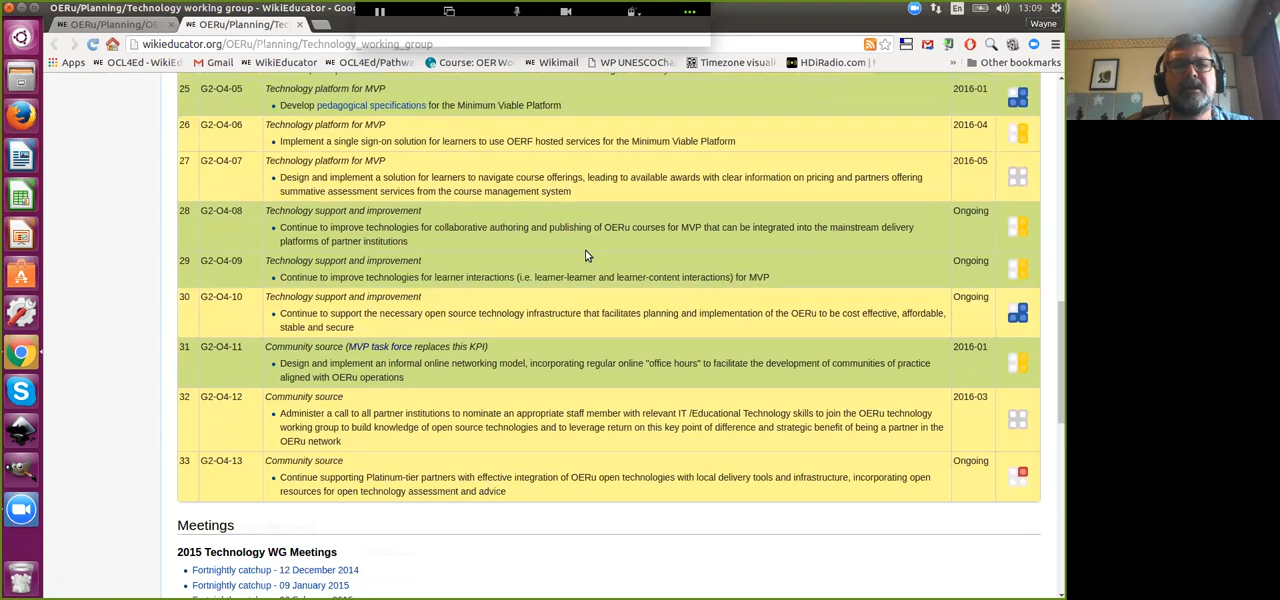 OERu/Planning/Technology working group - WikiEducator - Goo
13:09
En
WE OERu/Planning/OE
WE OERu/Planning/Tec
Wayne
wikieducator.org/OERu/Planning/Technology_working_group
Apps
WE OCL4Ed - WikiEd
Gmail
WE WikiEducator
WE OCL4Ed/Pathwa
Course: OER Wo
WE Wikimail
WP UNESCOCha
Timezone visuali
HDiRadio.com |
»
Other bookmarks
25 G2-O4-05 Technology platform for MVP 2016-01
Develop pedagogical specifications for the Minimum Viable Platform
26 G2-O4-06 Technology platform for MVP 2016-04
Implement a single sign-on solution for learners to use OERF hosted services for the Minimum Viable Platform
27 G2-O4-07 Technology platform for MVP 2016-05
Design and implement a solution for learners to navigate course offerings, leading to available awards with clear information on pricing and partners offering
summative assessment services from the course management system
28 G2-O4-08 Technology support and improvement Ongoing
Continue to improve technologies for collaborative authoring and publishing of OERu courses for MVP that can be integrated into the mainstream delivery
platforms of partner institutions
29 G2-O4-09 Technology support and improvement Ongoing
Continue to improve technologies for learner interactions (i.e. learner-learner and learner-content interactions) for MVP
30 G2-O4-10 Technology support and improvement Ongoing
Continue to support the necessary open source technology infrastructure that facilitates planning and implementation of the OERu to be cost effective, affordable,
stable and secure
31 G2-O4-11 Community source (MVP task force replaces this KPI) 2016-01
Design and implement an informal online networking model, incorporating regular online "office hours" to facilitate the development of communities of practice
aligned with OERu operations
32 G2-O4-12 Community source 2016-03
Administer a call to all partner institutions to nominate an appropriate staff member with relevant IT /Educational Technology skills to join the OERu technology
working group to build knowledge of open source technologies and to leverage return on this key point of difference and strategic benefit of being a partner in the
OERu network
33 G2-O4-13 Community source Ongoing
Continue supporting Platinum-tier partners with effective integration of OERu open technologies with local delivery tools and infrastructure, incorporating open
resources for open technology assessment and advice
Meetings
2015 Technology WG Meetings
Fortnightly catchup - 12 December 2014
Fortnightly catchup - 09 January 2015